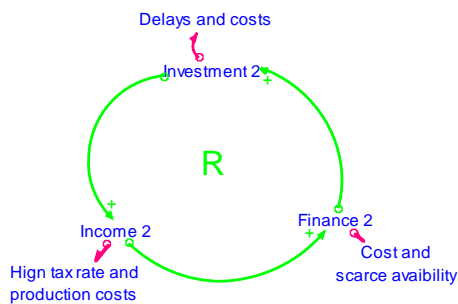 Delays and costs
Investment 2
+
R
+
Income 2
Finance 2
+
Hign tax rate and
production costs
Cost and
scarce avaibility